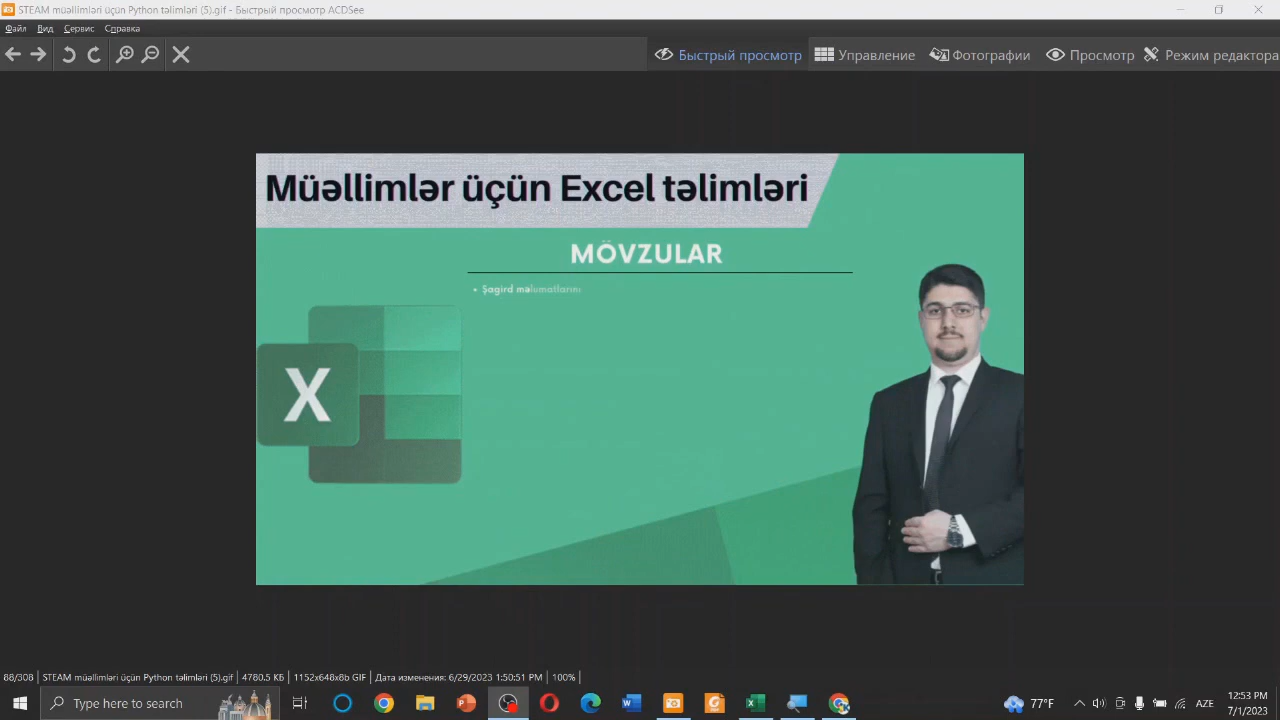 STEAM müəllimlər üçün Python təlimləri (5).gif - Быстрый просмотр ACDSee
Файл Вид Сервис Справка
Быстрый просмотр Управление Фотографии Просмотр Режим редактора
Müəllimlər üçün Excel təlimləri
MÖVZULAR
• Şagird məlumatlarını
X
88/308 STEAM müəllimlər üçün Python təlimləri (5).gif 4780.5 КБ 1152x648x8b GIF Дата изменения: 6/29/2023 1:50:51 PM 100%
Type here to search
77°F
AZE
12:53 PM
7/1/2023